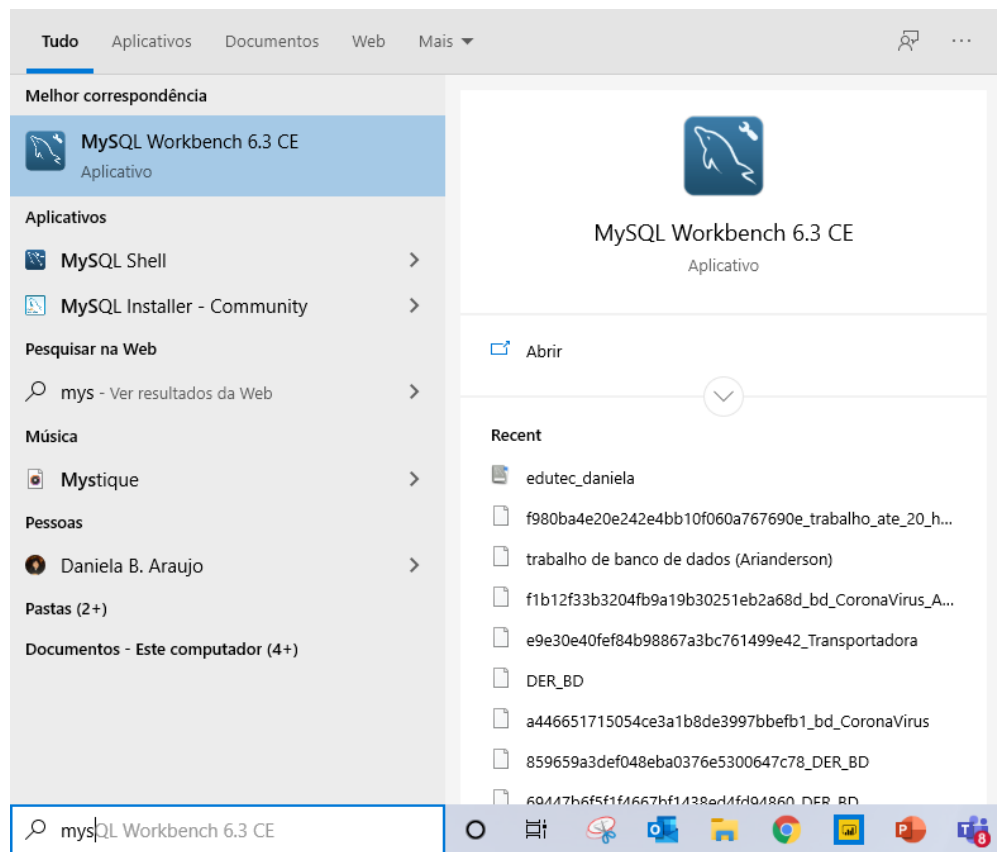 Tudo Aplicativos Documentos Web Mais
Melhor correspondência
MySQL Workbench 6.3 CE
Aplicativo
Aplicativos
MySQL Shell
MySQL Installer - Community
Pesquisar na Web
mys - Ver resultados da Web
Música
Mystique
Pessoas
Daniela B. Araujo
Pastas (2+)
Documentos - Este computador (4+)
MySQL Workbench 6.3 CE
Aplicativo
Abrir
Recent
edutec_daniela
f980ba4e20e242e4bb10f060a767690e_trabalho_ate_20_h...
trabalho de banco de dados (Arianderson)
f1b12f33b3204fb9a19b30251eb2a68d_bd_CoronaVirus_A...
e9e30e40fef84b98867a3bc761499e42_Transportadora
DER_BD
a446651715054ce3a1b8de3997bbefb1_bd_CoronaVirus
859659a3def048eba0376e5300647c78_DER_BD
69447b6f5f1f4667bf1438ed4fd94860_DER_BD
mysQL Workbench 6.3 CE
8